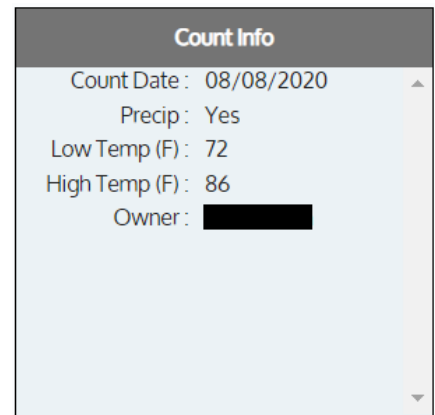 Count Info
Count Date : 08/08/2020
Precip : Yes
Low Temp (F) : 72
High Temp (F) : 86
Owner :